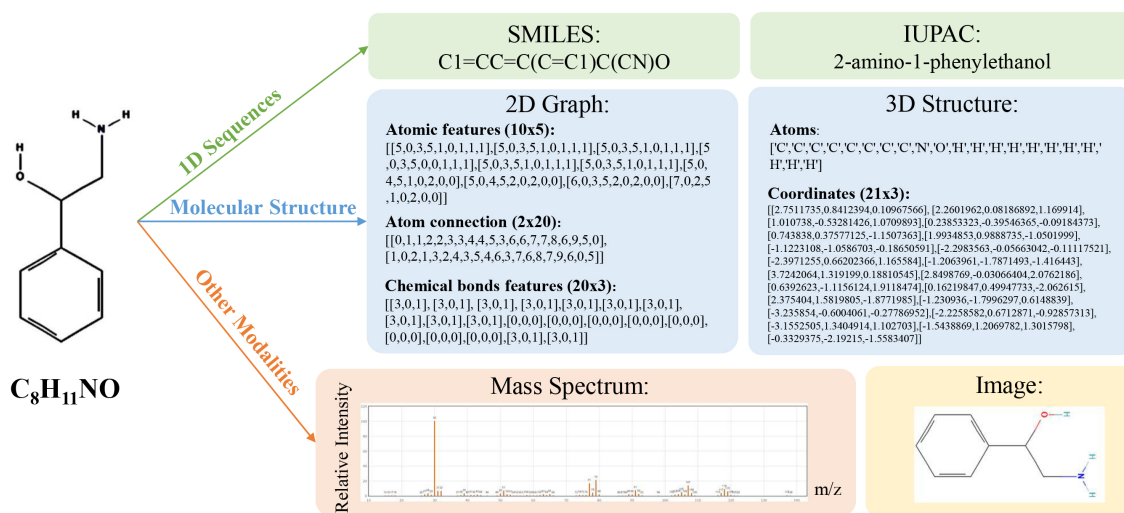 SMILES:
C1=CC=C(C=C1)C(CN)O
IUPAC:
2-amino-1-phenylethanol
H
H
N
H
O
C₈H₁₁NO
1D Sequences
Molecular Structure
Other Modalities
2D Graph:
Atomic features (10x5):
[[5,0,3,5,1,0,1,1,1],[5,0,3,5,1,0,1,1,1],[5,0,3,5,1,0,1,1,1],[5
,0,3,5,0,0,1,1,1],[5,0,3,5,1,0,1,1,1],[5,0,3,5,1,0,1,1,1],[5,0
,4,5,1,0,2,0,0],[5,0,4,5,2,0,2,0,0],[6,0,3,5,2,0,2,0,0],[7,0,2,5
,1,0,2,0,0]]
Atom connection (2x20):
[[0,1,1,2,2,3,3,4,4,5,3,6,6,7,7,8,6,9,5,0],
[1,0,2,1,3,2,4,3,5,4,6,3,7,6,8,7,9,6,0,5]]
Chemical bonds features (20x3):
[[3,0,1], [3,0,1], [3,0,1], [3,0,1],[3,0,1],[3,0,1],[3,0,1],
[3,0,1],[3,0,1],[3,0,1],[0,0,0],[0,0,0],[0,0,0],[0,0,0],[0,0,0],
[0,0,0],[0,0,0],[0,0,0],[3,0,1],[3,0,1]]
3D Structure:
Atoms:
['C','C','C','C','C','C','C','C','N','O','H','H','H','H','H','H','H','H','
H','H','H']
Coordinates (21x3):
[[2.7511735,0.8412394,0.10967566], [2.2601962,0.08186892,1.169914],
[1.010738,-0.53281426,1.0709893],[0.23853323,-0.39546365,-0.09184373],
[0.743838,0.37577125,-1.1507363],[1.9934853,0.9888735,-1.0501999],
[-1.1223108,-1.0586703,-0.18650591],[-2.2983563,-0.05663042,-0.11117521],
[-2.3971255,0.66202366,1.165584],[-1.2063961,-1.7871493,-1.416443],
[3.7242064,1.319199,0.18810545],[2.8498769,-0.03066404,2.0762186],
[0.6392623,-1.1156124,1.9118474],[0.16219847,0.49947733,-2.062615],
[2.375404,1.5819805,-1.8771985],[-1.230936,-1.7996297,0.6148839],
[-3.235854,-0.6004061,-0.27786952],[-2.2258582,0.6712871,-0.92857313],
[-3.1552505,1.3404914,1.102703],[-1.5438869,1.2069782,1.3015798],
[-0.3329375,-2.19215,-1.5583407]]
Mass Spectrum:
Relative Intensity
m/z
Image:
O
H
H
N
H